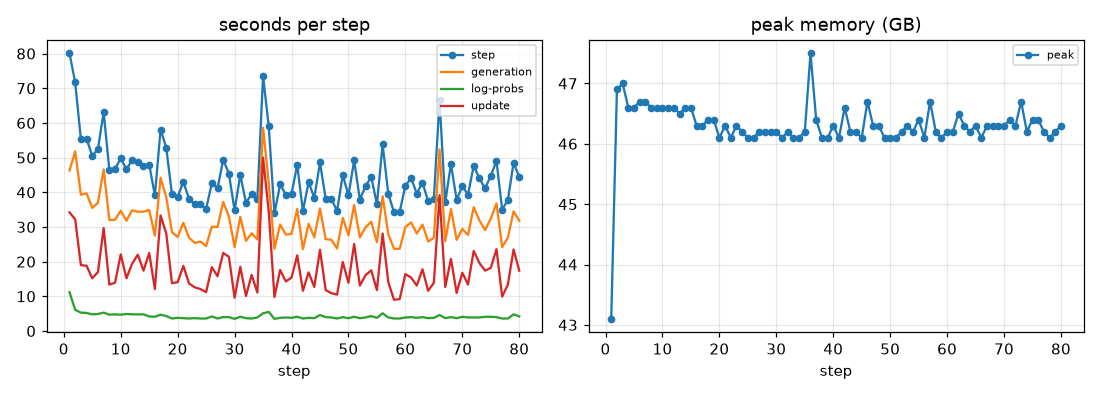 seconds per step
80
70
60
50
40
30
20
10
0
0 10 20 30 40 50 60 70 80
step
step
generation
log-probs
update
peak memory (GB)
47
46
45
44
43
0 10 20 30 40 50 60 70 80
step
peak